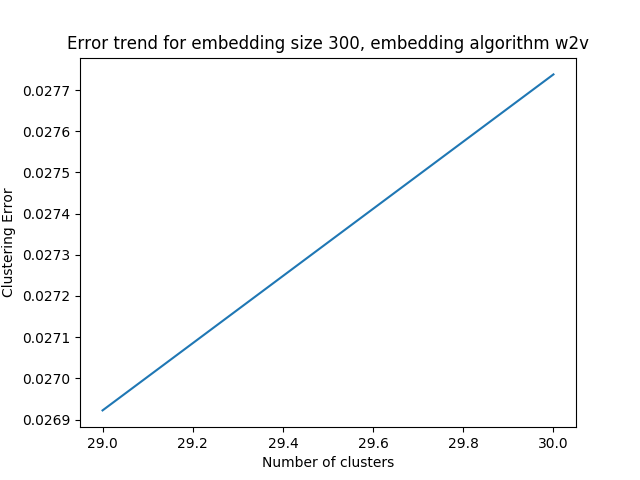 Error trend for embedding size 300, embedding algorithm w2v
0.0277
0.0276
0.0275
0.0274
0.0273
0.0272
0.0271
0.0270
0.0269
Clustering Error
29.0 29.2 29.4 29.6 29.8 30.0
Number of clusters